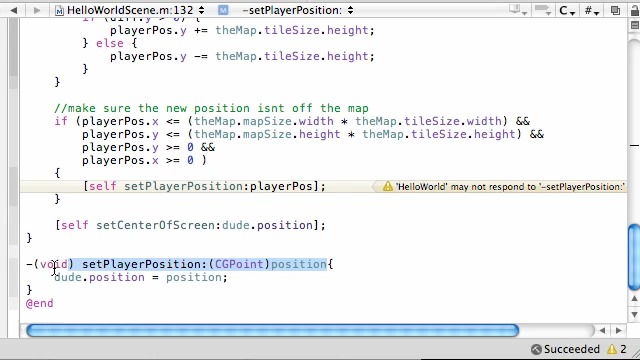 HelloWorldScene.m:132
-setPlayerPosition:
C
#
if (diff.y > 0) {
playerPos.y += theMap.tileSize.height;
} else {
playerPos.y -= theMap.tileSize.height;
}
}
//make sure the new position isnt off the map
if (playerPos.x <= (theMap.mapSize.width * theMap.tileSize.width) &&
playerPos.y <= (theMap.mapSize.height * theMap.tileSize.height) &&
playerPos.y >= 0 &&
playerPos.x >= 0 )
{
[self setPlayerPosition:playerPos];
'HelloWorld' may not respond to '-setPlayerPosition:'
}
[self setCenterOfScreen:dude.position];
}
-(void) setPlayerPosition:(CGPoint)position{
dude.position = position;
}
@end
Succeeded
2